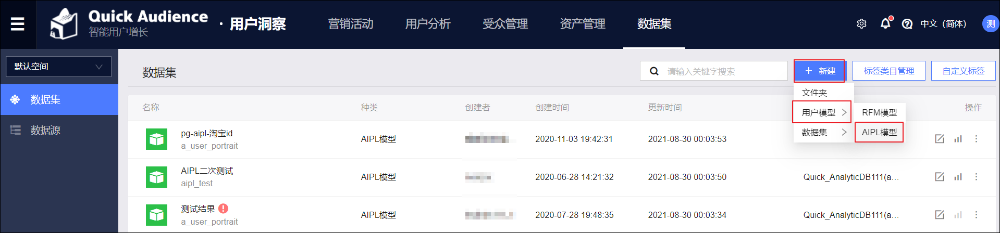 Quick Audience
智能用户增长
· 用户洞察
营销活动
用户分析
受众管理
资产管理
数据集
中文（简体）
测
默认空间
数据集
数据源
数据集
请输入关键字搜索
+ 新建
标签类目管理
自定义标签
文件夹
用户模型 >
数据集 >
RFM模型
AIPL模型
名称
种类
创建者
创建时间
更新时间
操作
pg-aipl-淘宝id
a_user_portrait
AIPL模型
2020-11-03 19:42:31
2021-08-30 00:03:53
AIPL二次测试
aipl_test
AIPL模型
2020-06-28 14:21:32
2021-08-30 00:03:50
Quick_AnalyticDB111(a...
测试结果
a_user_portrait
AIPL模型
2020-07-28 19:48:35
2021-08-30 00:03:34
Quick_AnalyticDB111(a...